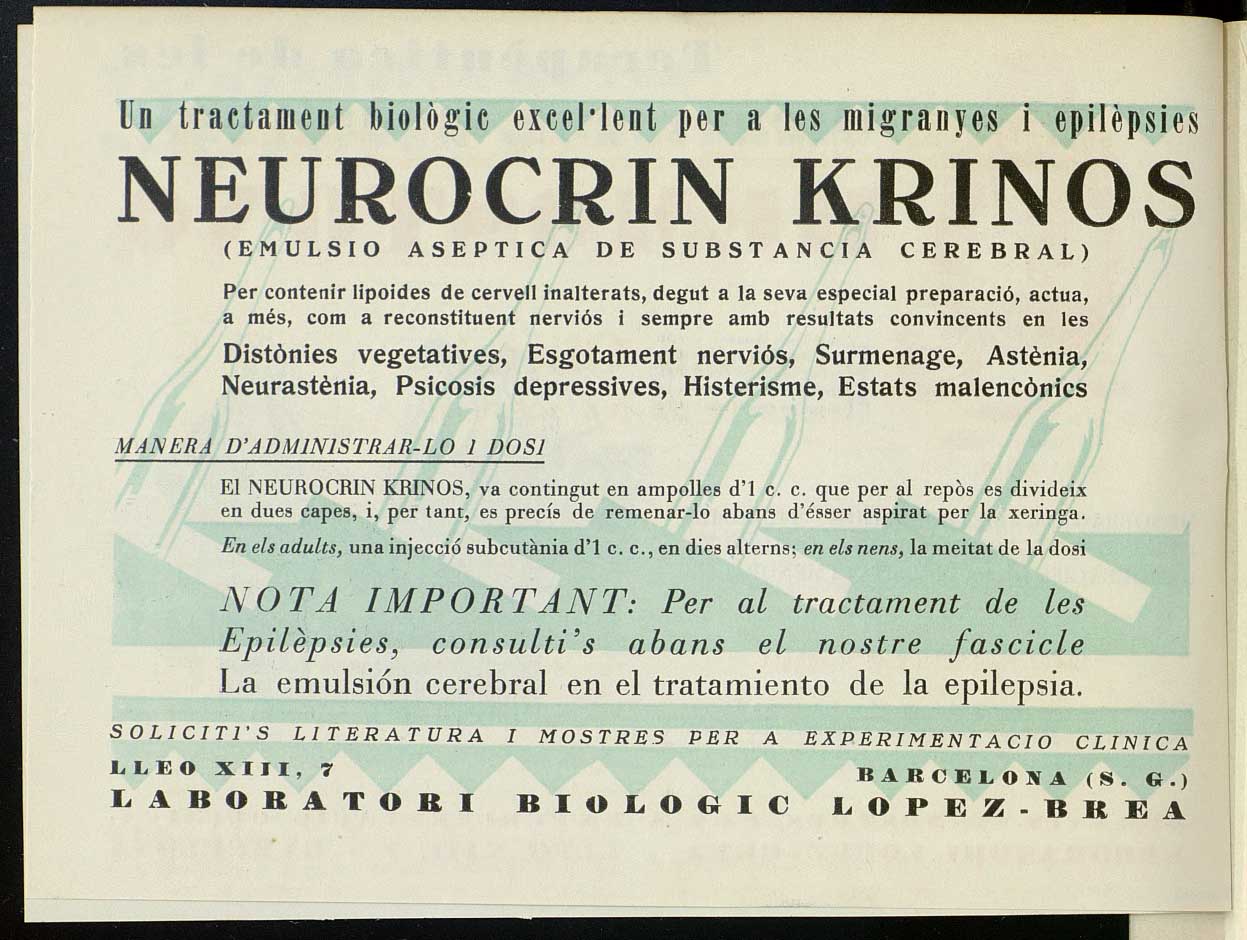 Un tractament biològic excel·lent per a les migranyes i epilèpsies
NEUROCRIN KRINOS
(EMULSIO ASEPTICA DE SUBSTANCIA CEREBRAL)
Per contenir lipoides de cervell inalterats, degut a la seva especial preparació, actua,
a més, com a reconstituent nerviós i sempre amb resultats convincents en les
Distònies vegetatives, Esgotament nerviós, Surmenage, Astènia,
Neurastènia, Psicosis depressives, Histerisme, Estats malencònics
MANERA D'ADMINISTRAR-LO I DOSI
El NEUROCRIN KRINOS, va contingut en ampolles d'1 c. c. que per al repòs es divideix
en dues capes, i, per tant, es precís de remenar-lo abans d'ésser aspirat per la xeringa.
En els adults, una injecció subcutània d'1 c. c., en dies alterns; en els nens, la meitat de la dosi
NOTA IMPORTANT: Per al tractament de les
Epilèpsies, consulti's abans el nostre fascicle
La emulsión cerebral en el tratamiento de la epilepsia.
SOLICITI'S LITERATURA I MOSTRES PER A EXPERIMENTACIO CLINICA
LLEO XIII, 7 BARCELONA (S. G.)
LABORATORI BIOLOGIC LOPEZ-BREA